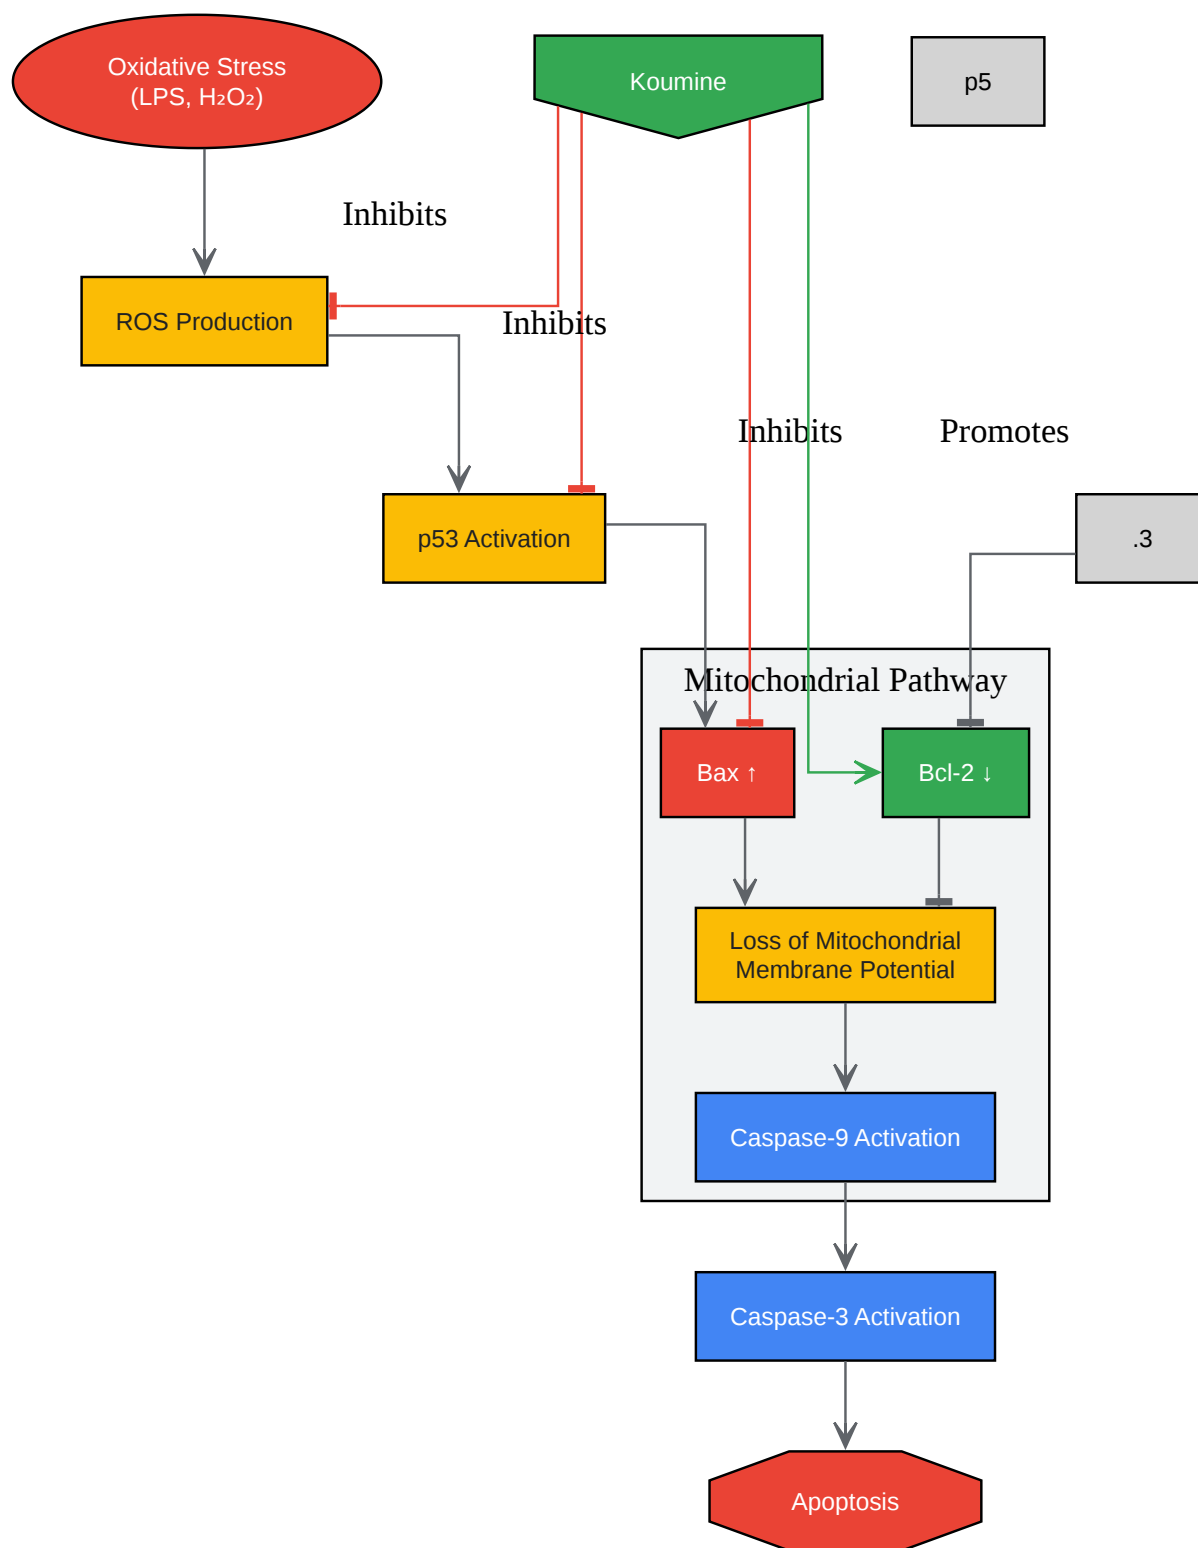 Oxidative Stress
(LPS, H₂O₂)
Koumine
p5
Inhibits
ROS Production
Inhibits
Inhibits
Promotes
p53 Activation
.3
Mitochondrial Pathway
Bax ↑
Bcl-2 ↓
Loss of Mitochondrial
Membrane Potential
Caspase-9 Activation
Caspase-3 Activation
Apoptosis